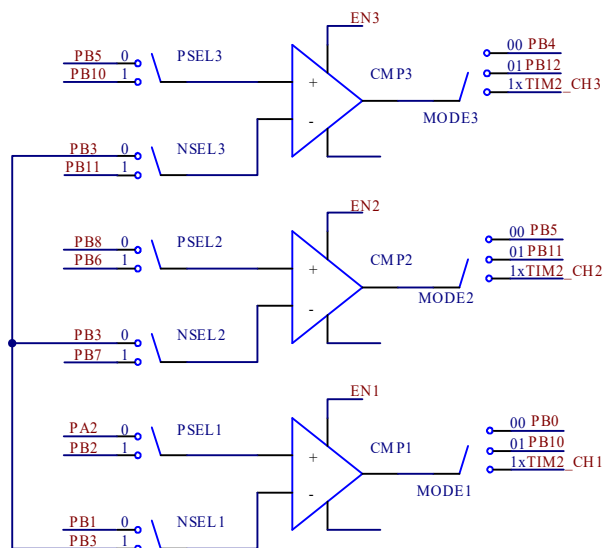 EN3
PB5 0 PSEL3 00 PB4
PB10 1 + CMP3 01 PB12
1x TIM2_CH3
- MODE3
PB3 0 NSEL3
PB11 1
EN2
PB8 0 PSEL2 00 PB5
PB6 1 + CMP2 01 PB11
1x TIM2_CH2
- MODE2
PB3 0 NSEL2
PB7 1
EN1
PA2 0 PSEL1 00 PB0
PB2 1 + CMP1 01 PB10
1x TIM2_CH1
- MODE1
PB1 0 NSEL1
PB3 1